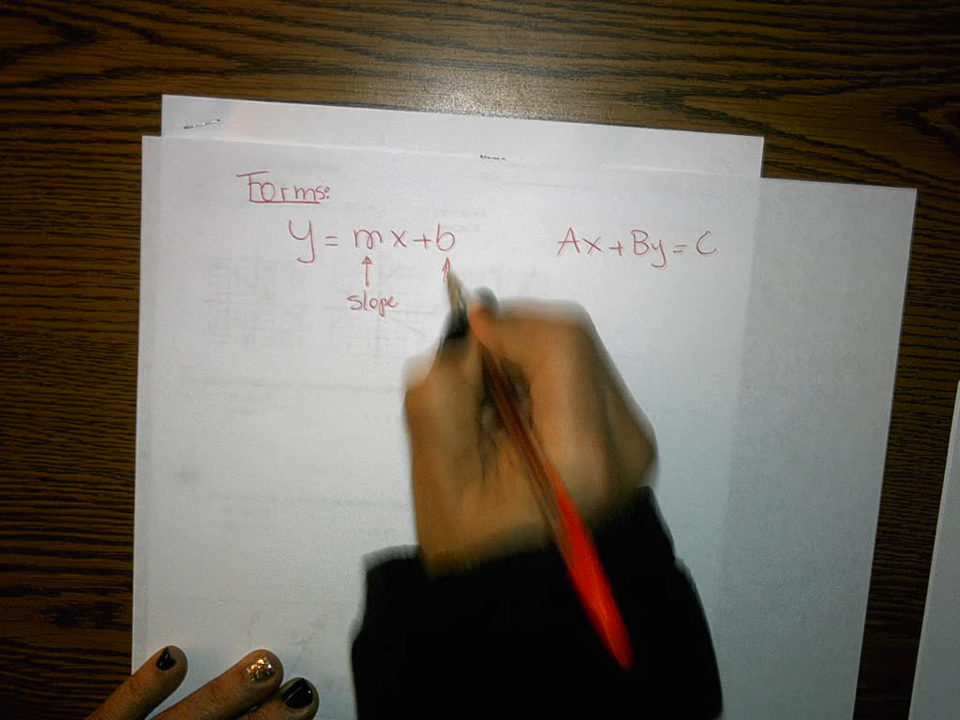 Forms:
y = mx + b
Ax + By = C
↑ ↑
slope